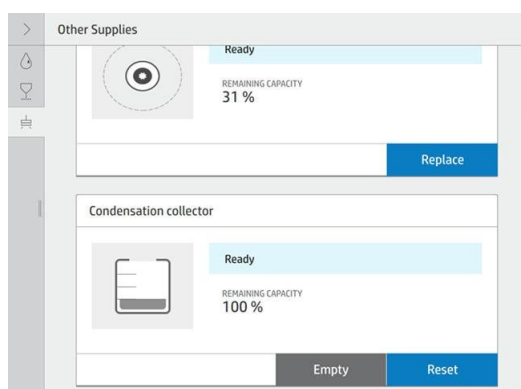 Other Supplies
Ready
REMAINING CAPACITY
31 %
Replace
Condensation collector
Ready
REMAINING CAPACITY
100 %
Empty
Reset